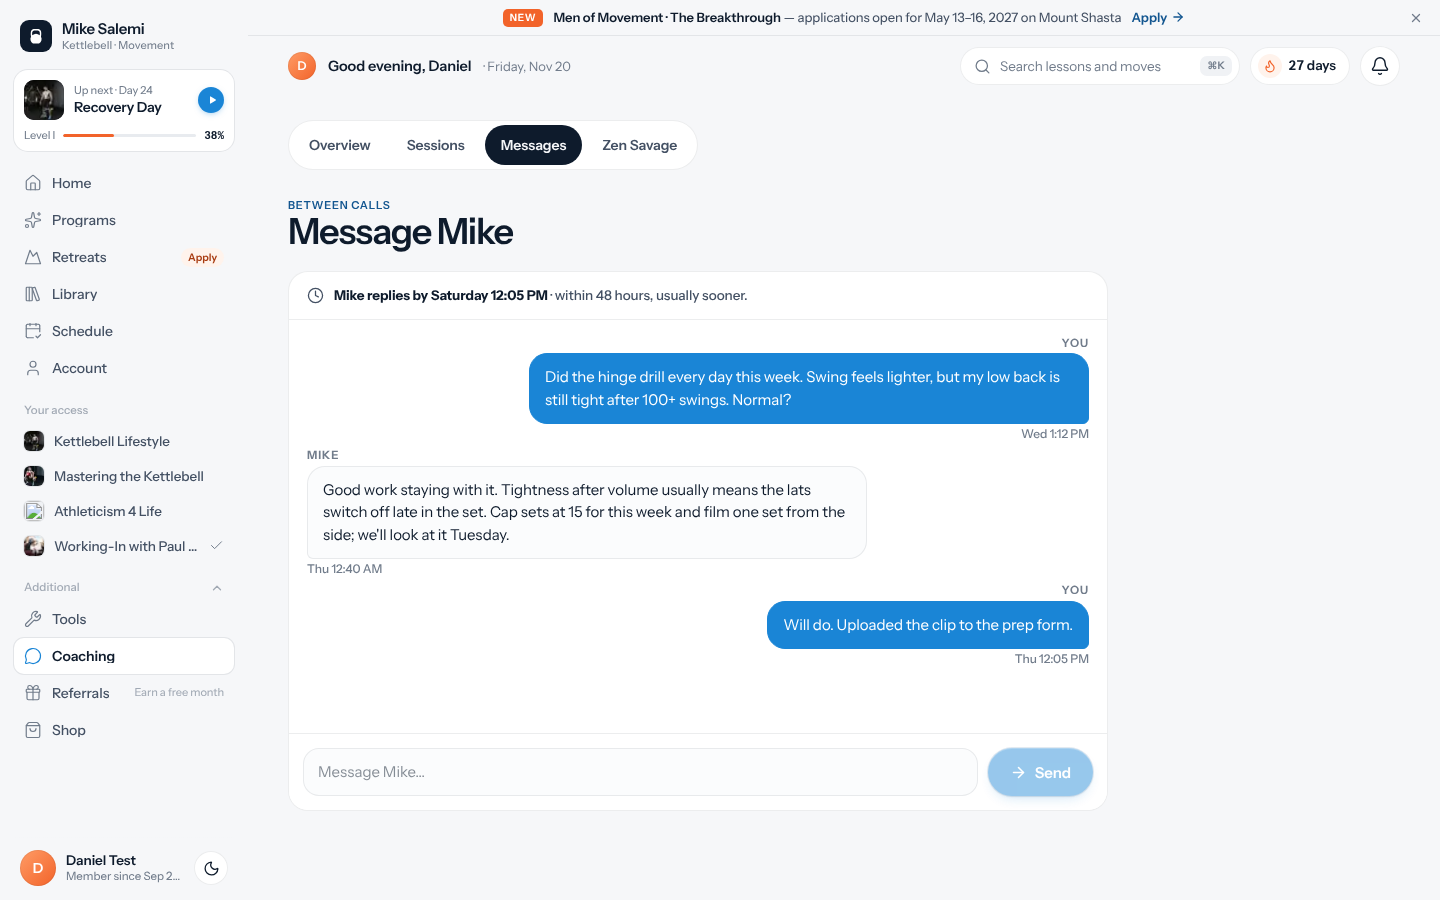 Mike Salemi
Kettlebell · Movement
Up next · Day 24
Recovery Day
Level I
38%
Home
Programs
Retreats
Apply
Library
Schedule
Account
Your access
Kettlebell Lifestyle
Mastering the Kettlebell
Athleticism 4 Life
Working-In with Paul ...
Additional
Tools
Coaching
Referrals
Earn a free month
Shop
D
Daniel Test
Member since Sep 2...
NEW Men of Movement · The Breakthrough — applications open for May 13–16, 2027 on Mount Shasta Apply →
D Good evening, Daniel · Friday, Nov 20
Search lessons and moves ⌘K
27 days
Overview Sessions Messages Zen Savage
BETWEEN CALLS
Message Mike
Mike replies by Saturday 12:05 PM · within 48 hours, usually sooner.
YOU
Did the hinge drill every day this week. Swing feels lighter, but my low back is
still tight after 100+ swings. Normal?
Wed 1:12 PM
MIKE
Good work staying with it. Tightness after volume usually means the lats
switch off late in the set. Cap sets at 15 for this week and film one set from the
side; we'll look at it Tuesday.
Thu 12:40 AM
YOU
Will do. Uploaded the clip to the prep form.
Thu 12:05 PM
Message Mike...
→ Send